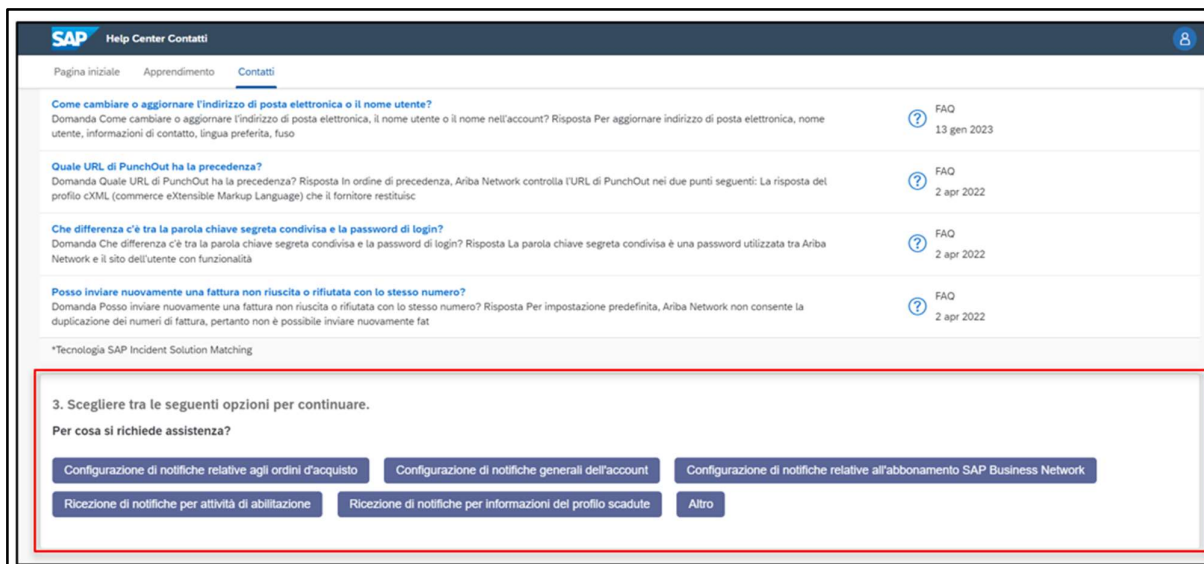 SAP Help Center Contatti
Pagina iniziale Apprendimento Contatti
Come cambiare o aggiornare l'indirizzo di posta elettronica o il nome utente?
Domanda Come cambiare o aggiornare l'indirizzo di posta elettronica, il nome utente o il nome nell'account? Risposta Per aggiornare indirizzo di posta elettronica, nome
utente, informazioni di contatto, lingua preferita, fuso
FAQ
13 gen 2023
Quale URL di PunchOut ha la precedenza?
Domanda Quale URL di PunchOut ha la precedenza? Risposta In ordine di precedenza, Ariba Network controlla l'URL di PunchOut nei due punti seguenti: La risposta del
profilo cXML (commerce eXtensible Markup Language) che il fornitore restituisc
FAQ
2 apr 2022
Che differenza c'è tra la parola chiave segreta condivisa e la password di login?
Domanda Che differenza c'è tra la parola chiave segreta condivisa e la password di login? Risposta La parola chiave segreta condivisa è una password utilizzata tra Ariba
Network e il sito dell'utente con funzionalità
FAQ
2 apr 2022
Posso inviare nuovamente una fattura non riuscita o rifiutata con lo stesso numero?
Domanda Posso inviare nuovamente una fattura non riuscita o rifiutata con lo stesso numero? Risposta Per impostazione predefinita, Ariba Network non consente la
duplicazione dei numeri di fattura, pertanto non è possibile inviare nuovamente fat
FAQ
2 apr 2022
*Tecnologia SAP Incident Solution Matching
3. Scegliere tra le seguenti opzioni per continuare.
Per cosa si richiede assistenza?
Configurazione di notifiche relative agli ordini d'acquisto Configurazione di notifiche generali dell'account Configurazione di notifiche relative all'abbonamento SAP Business Network
Ricezione di notifiche per attività di abilitazione Ricezione di notifiche per informazioni del profilo scadute Altro